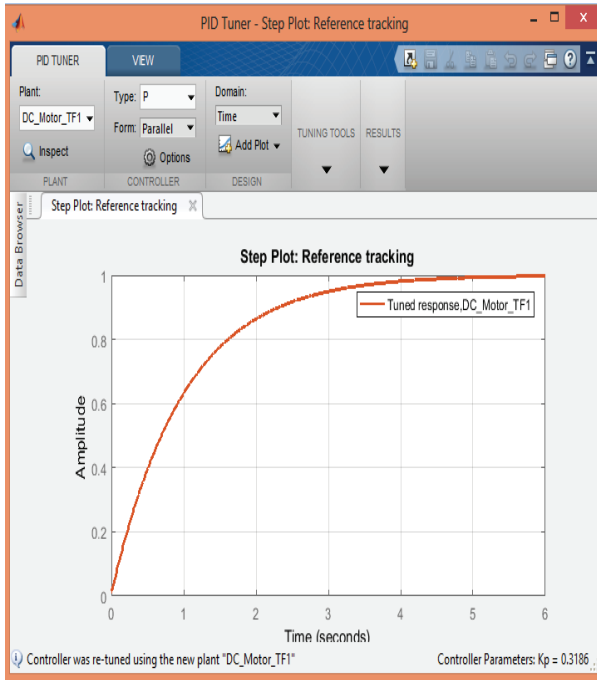 PID Tuner - Step Plot: Reference tracking
PID TUNER
VIEW
Plant:
DC_Motor_TF1
Inspect
PLANT
Type: P
Form: Parallel
Options
CONTROLLER
Domain:
Time
Add Plot
DESIGN
TUNING TOOLS
RESULTS
Data Browser
Step Plot: Reference tracking
Step Plot: Reference tracking
Tuned response,DC_Motor_TF1
Amplitude
1
0.8
0.6
0.4
0.2
0
0 1 2 3 4 5 6
Time (seconds)
Controller was re-tuned using the new plant "DC_Motor_TF1"
Controller Parameters: Kp = 0.3186